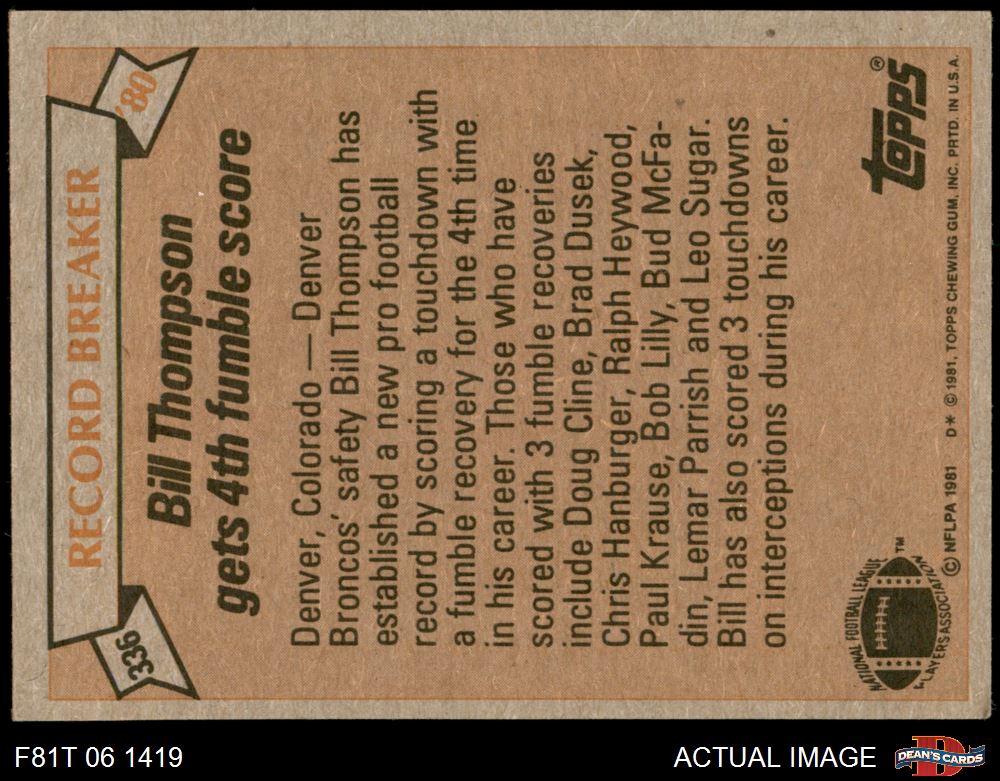 RECORD BREAKER
336
'80
Bill Thompson
gets 4th fumble score
Denver, Colorado — Denver
Broncos' safety Bill Thompson has
established a new pro football
record by scoring a touchdown with
a fumble recovery for the 4th time
in his career. Those who have
scored with 3 fumble recoveries
include Doug Cline, Brad Dusek,
Chris Hanburger, Ralph Heywood,
Paul Krause, Bob Lilly, Bud McFa-
din, Lemar Parrish and Leo Sugar.
Bill has also scored 3 touchdowns
on interceptions during his career.
NATIONAL FOOTBALL LEAGUE
PLAYERS ASSOCIATION
™
Topps®
© NFLPA 1981 D* © 1981, TOPPS CHEWING GUM, INC. PRTD. IN U.S.A.
F81T 06 1419
ACTUAL IMAGE
D
DEAN'S CARDS